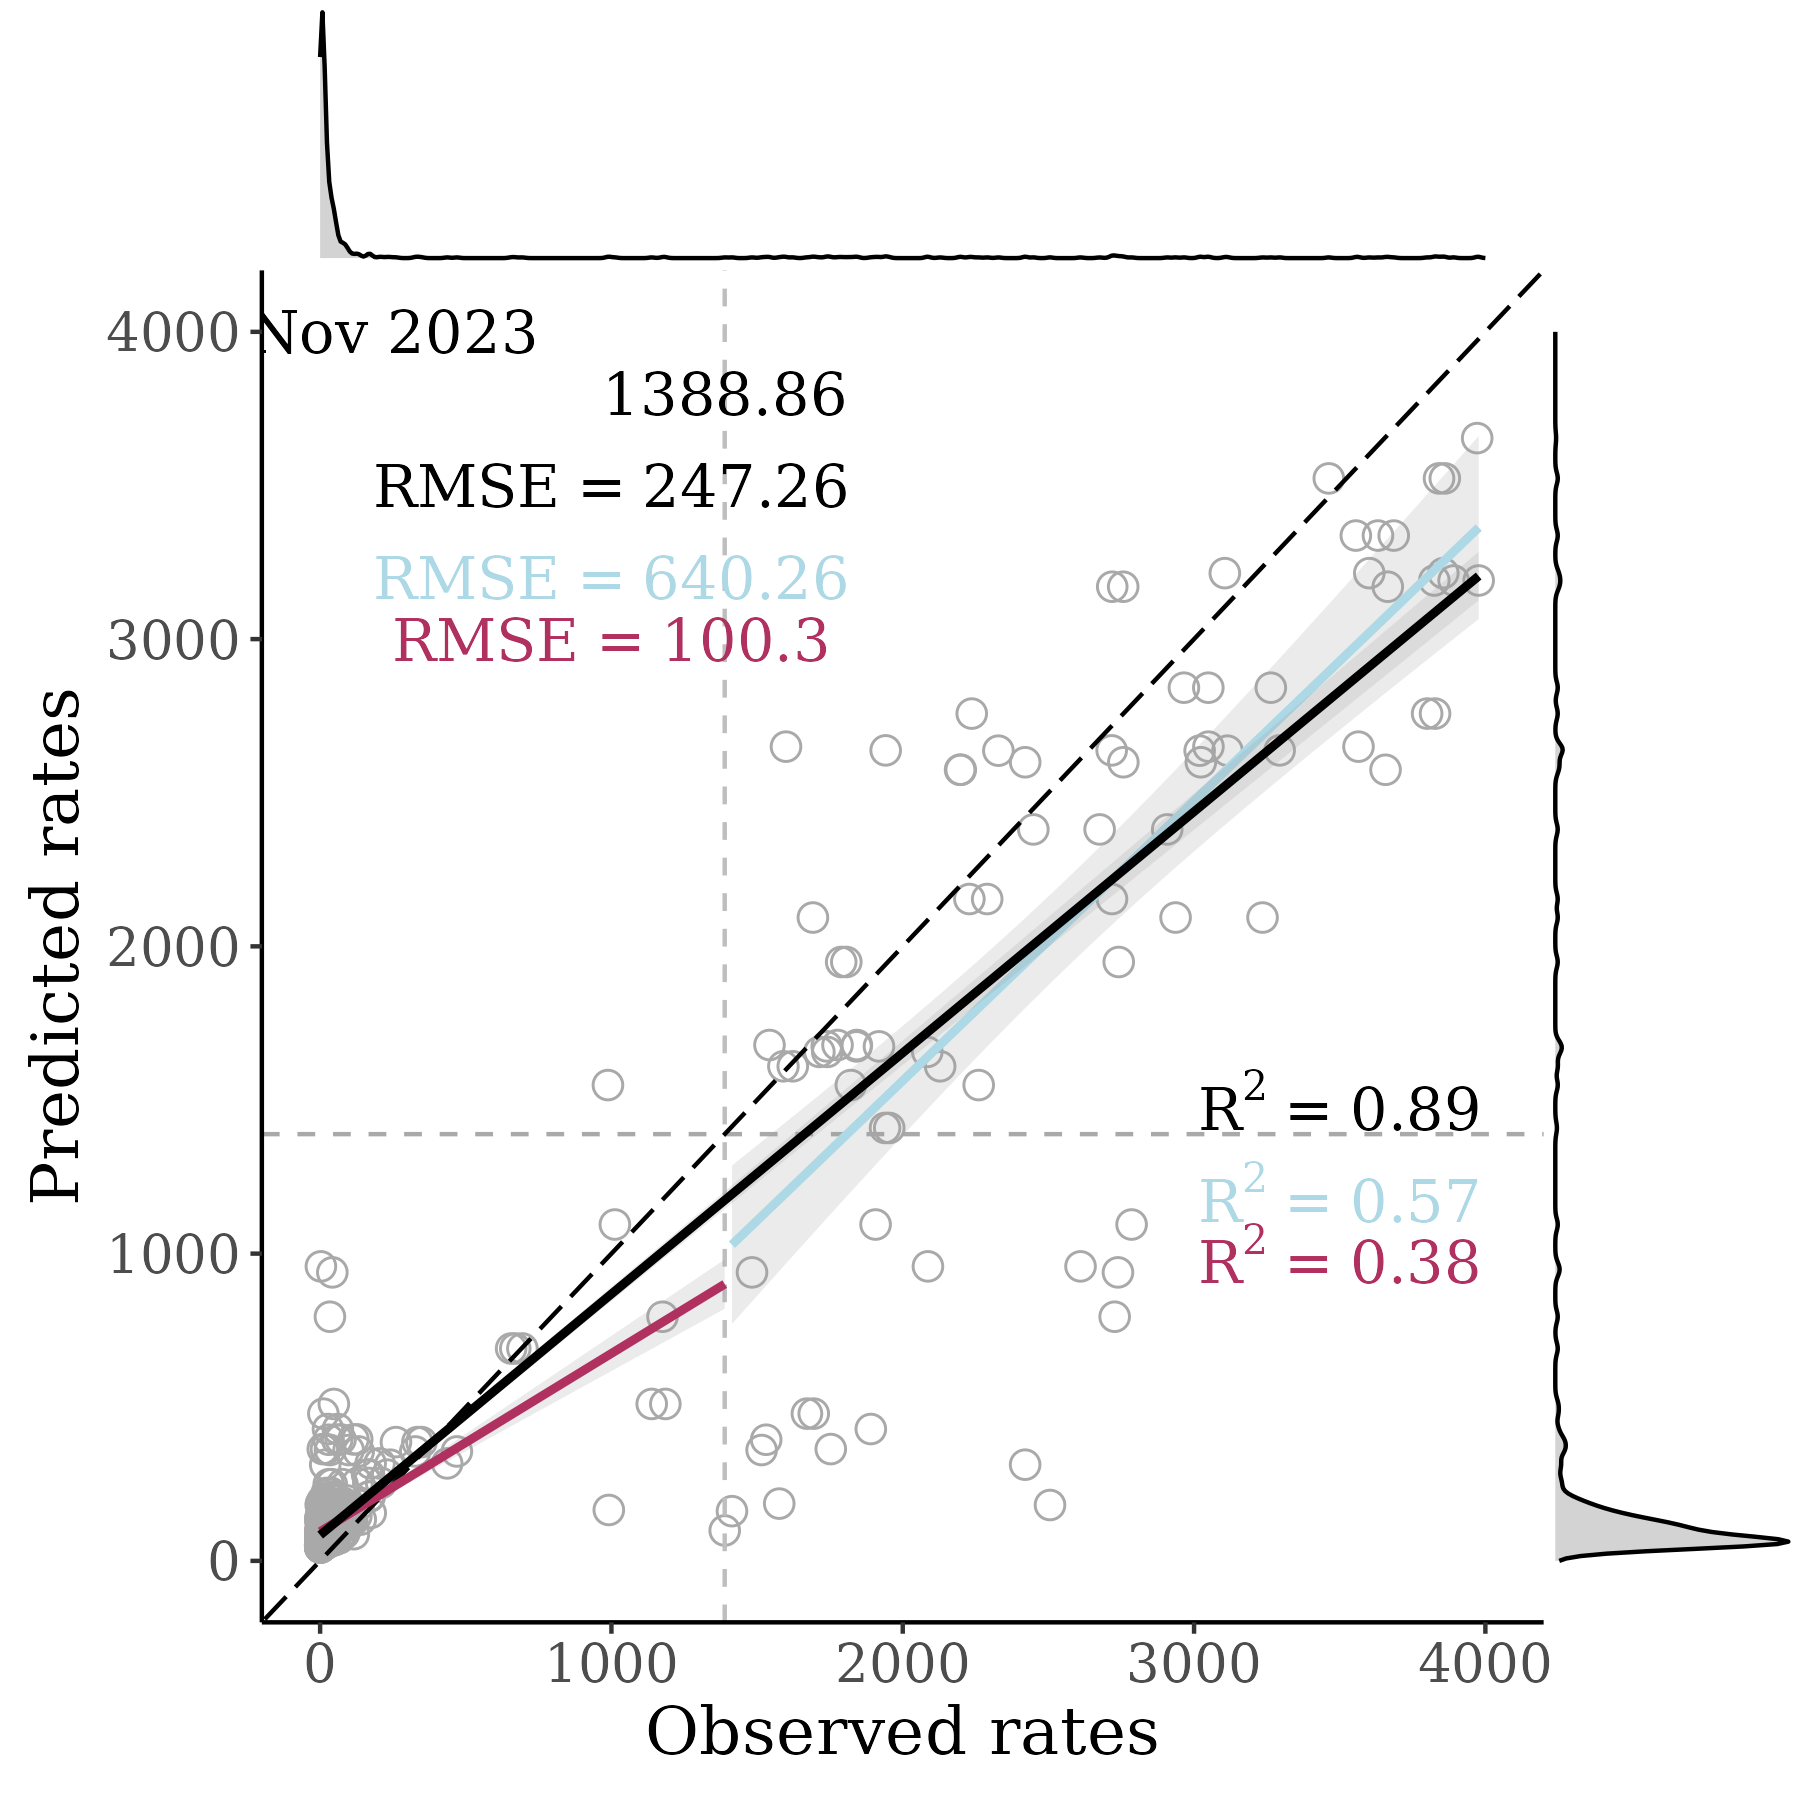 Nov 2023
1388.86
RMSE = 247.26
RMSE = 640.26
RMSE = 100.3
R² = 0.89
R² = 0.57
R² = 0.38
4000
3000
2000
1000
0
Predicted rates
0 1000 2000 3000 4000
Observed rates